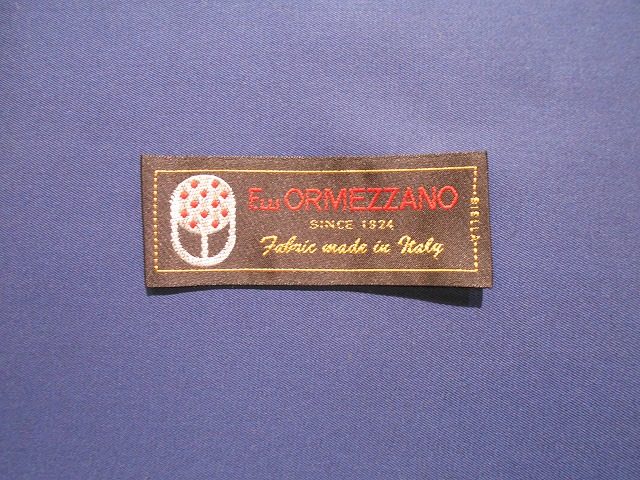 F.LLI ORMEZZANO
SINCE 1924
Fabric made in Italy